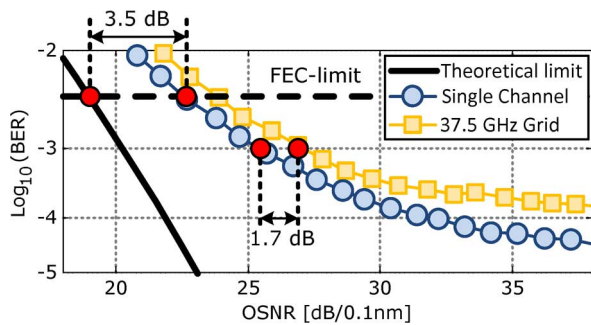 3.5 dB
-2
FEC-limit
Theoretical limit
Single Channel
37.5 GHz Grid
-3
-4
1.7 dB
-5
20
25
30
35
Log10(BER)
OSNR [dB/0.1nm]